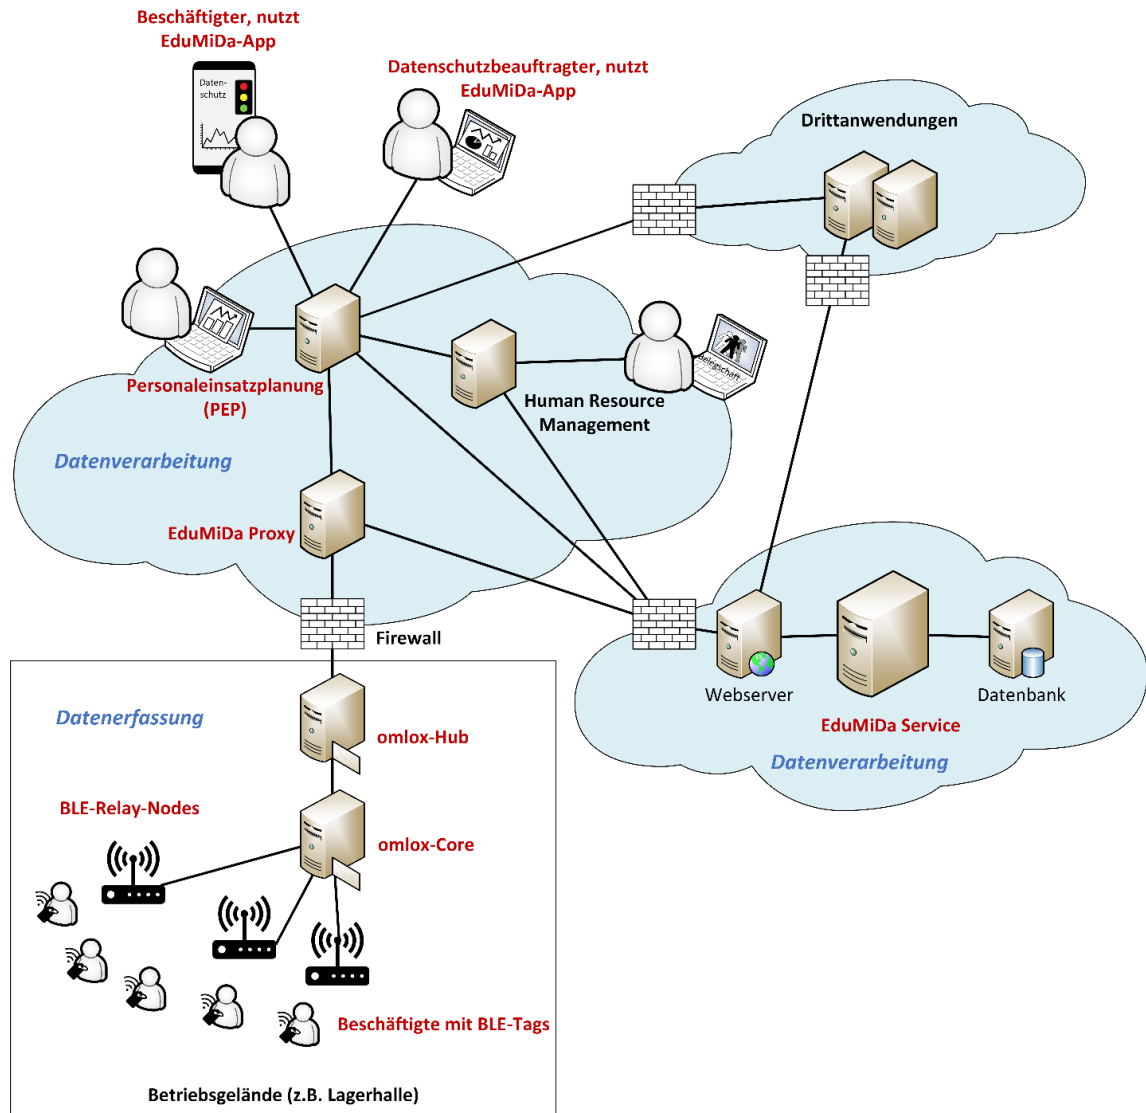 Beschäftigter, nutzt
EduMiDa-App
Daten-
schutz
Datenschutzbeauftragter, nutzt
EduMiDa-App
Drittanwendungen
Personaleinsatzplanung
(PEP)
Belegschaft
Human Resource
Management
Datenverarbeitung
EduMiDa Proxy
Firewall
Webserver
Datenbank
EduMiDa Service
Datenverarbeitung
Datenerfassung
omlox-Hub
BLE-Relay-Nodes
omlox-Core
Beschäftigte mit BLE-Tags
Betriebsgelände (z.B. Lagerhalle)